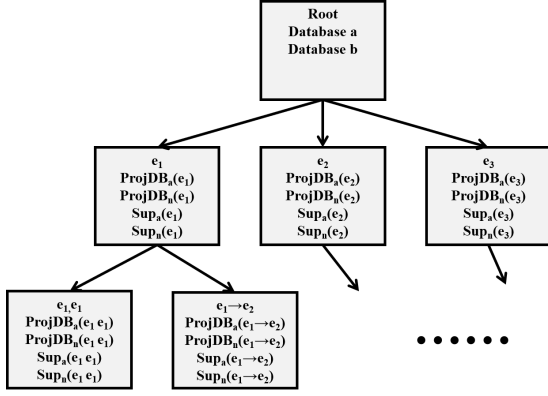 Root
Database a
Database b
e₁
ProjDBₐ(e₁)
ProjDBₙ(e₁)
Supₐ(e₁)
Supₙ(e₁)
e₂
ProjDBₐ(e₂)
ProjDBₙ(e₂)
Supₐ(e₂)
Supₙ(e₂)
e₃
ProjDBₐ(e₃)
ProjDBₙ(e₃)
Supₐ(e₃)
Supₙ(e₃)
e₁,e₁
ProjDBₐ(e₁ e₁)
ProjDBₙ(e₁ e₁)
Supₐ(e₁ e₁)
Supₙ(e₁ e₁)
e₁→e₂
ProjDBₐ(e₁→e₂)
ProjDBₙ(e₁→e₂)
Supₐ(e₁→e₂)
Supₙ(e₁→e₂)
● ● ● ● ● ●